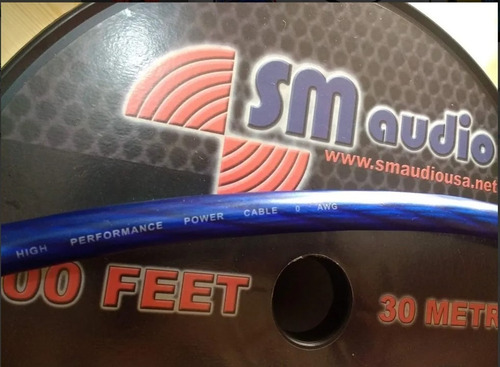 SM audio
www.smaudiousa.net
HIGH PERFORMANCE POWER CABLE 0 AWG
00 FEET
30 METR